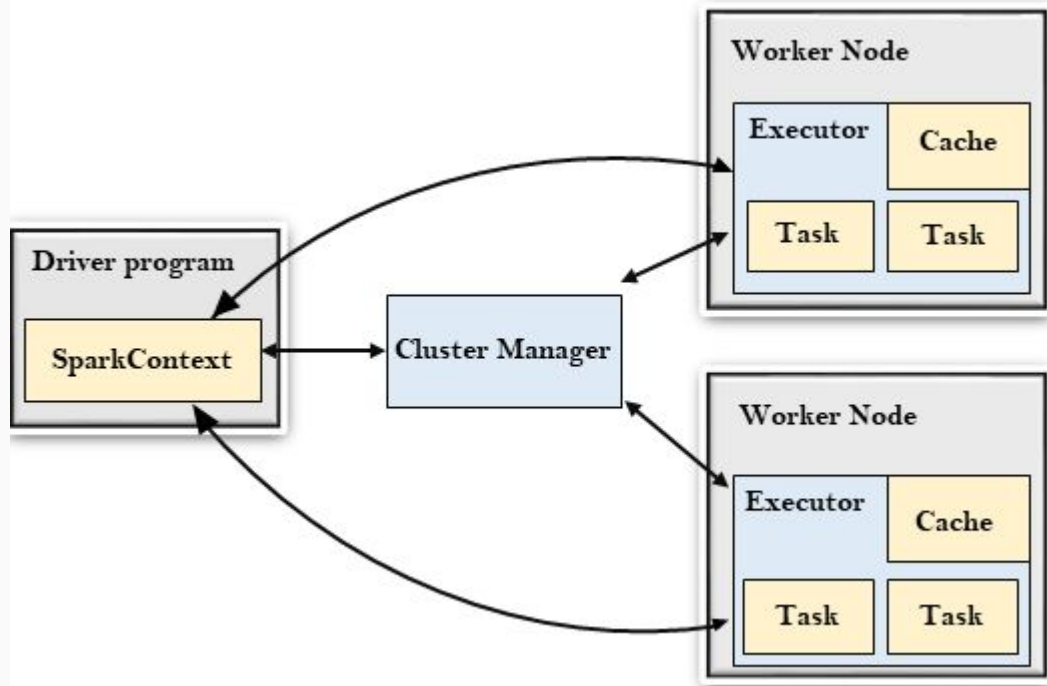 Driver program
SparkContext
Cluster Manager
Worker Node
Executor
Cache
Task
Task
Worker Node
Executor
Cache
Task
Task